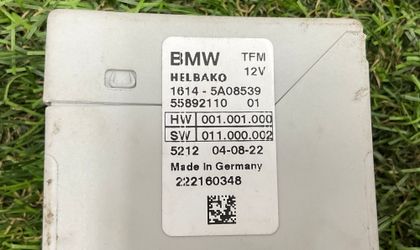 BMW TFM
HELBAKO 12V
1614 - 5A08539
55892110 01
HW 001.001.000
SW 011.000.002
5212 04-08-22
Made in Germany
222160348